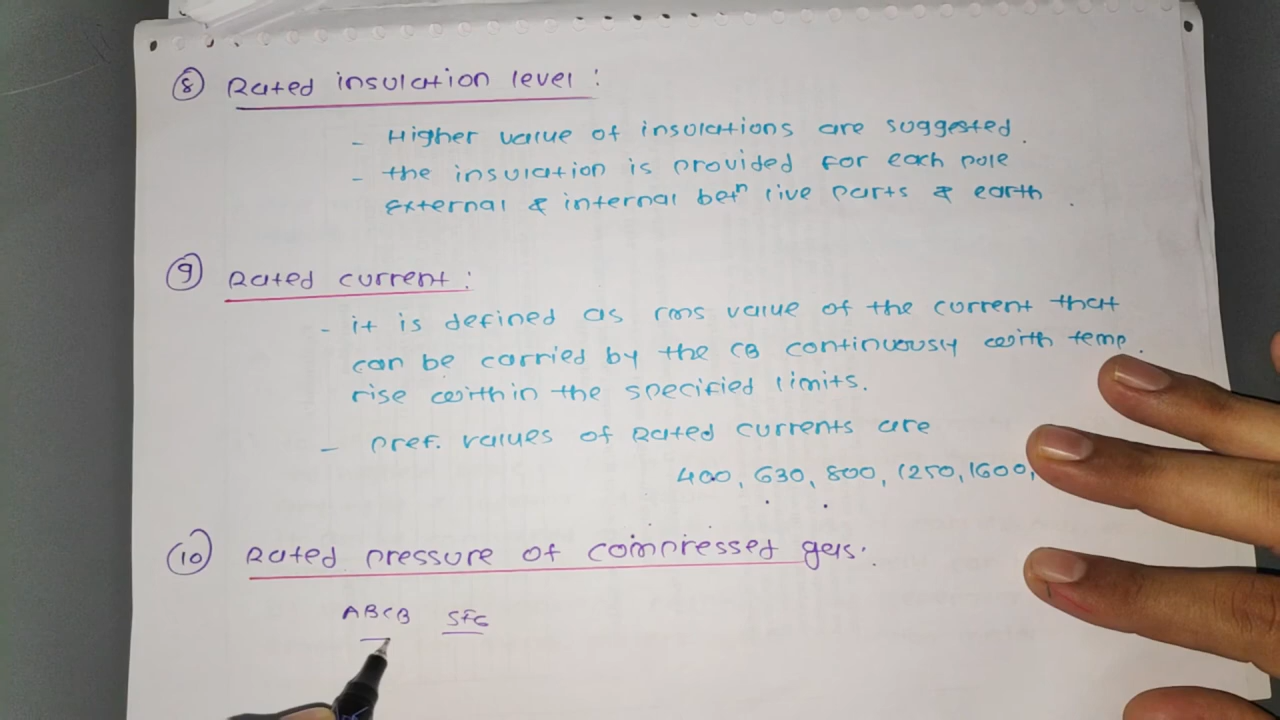 8 Rated insulation level :
- Higher value of insulations are suggested.
- the insulation is provided for each pole
external & internal betn live parts & earth .
9 Rated current :
- it is defined as rms value of the current that
can be carried by the CB continuously with temp.
rise within the specified limits.
- Pref. values of Rated currents are
400, 630, 800, 1250, 1600,
10 Rated pressure of compressed gas.
ABCB SF6